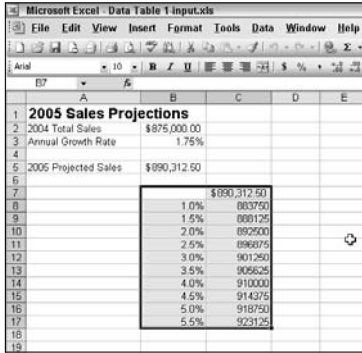 Microsoft Excel - Data Table 1-input.xls
File Edit View Insert Format Tools Data Window Help
Arial 10 B I U $ % ,
B7 fx
A B C D E
1 2005 Sales Projections
2 2004 Total Sales $875,000.00
3 Annual Growth Rate 1.75%
4
5 2005 Projected Sales $890,312.50
6
7 $890,312.50
8 1.0% 883750
9 1.5% 888125
10 2.0% 892500
11 2.5% 896875
12 3.0% 901250
13 3.5% 905625
14 4.0% 910000
15 4.5% 914375
16 5.0% 918750
17 5.5% 923125
18
19